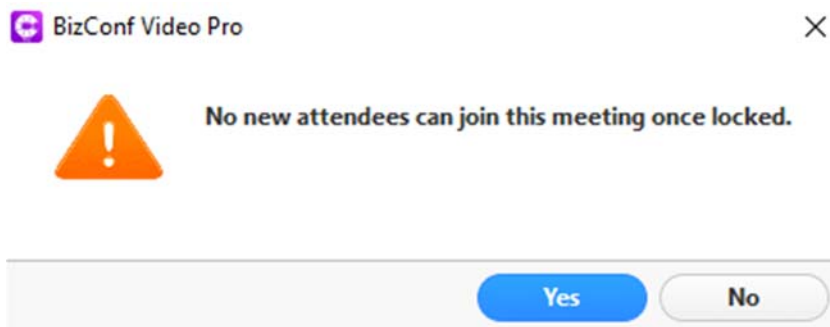 BizConf Video Pro
No new attendees can join this meeting once locked.
Yes
No